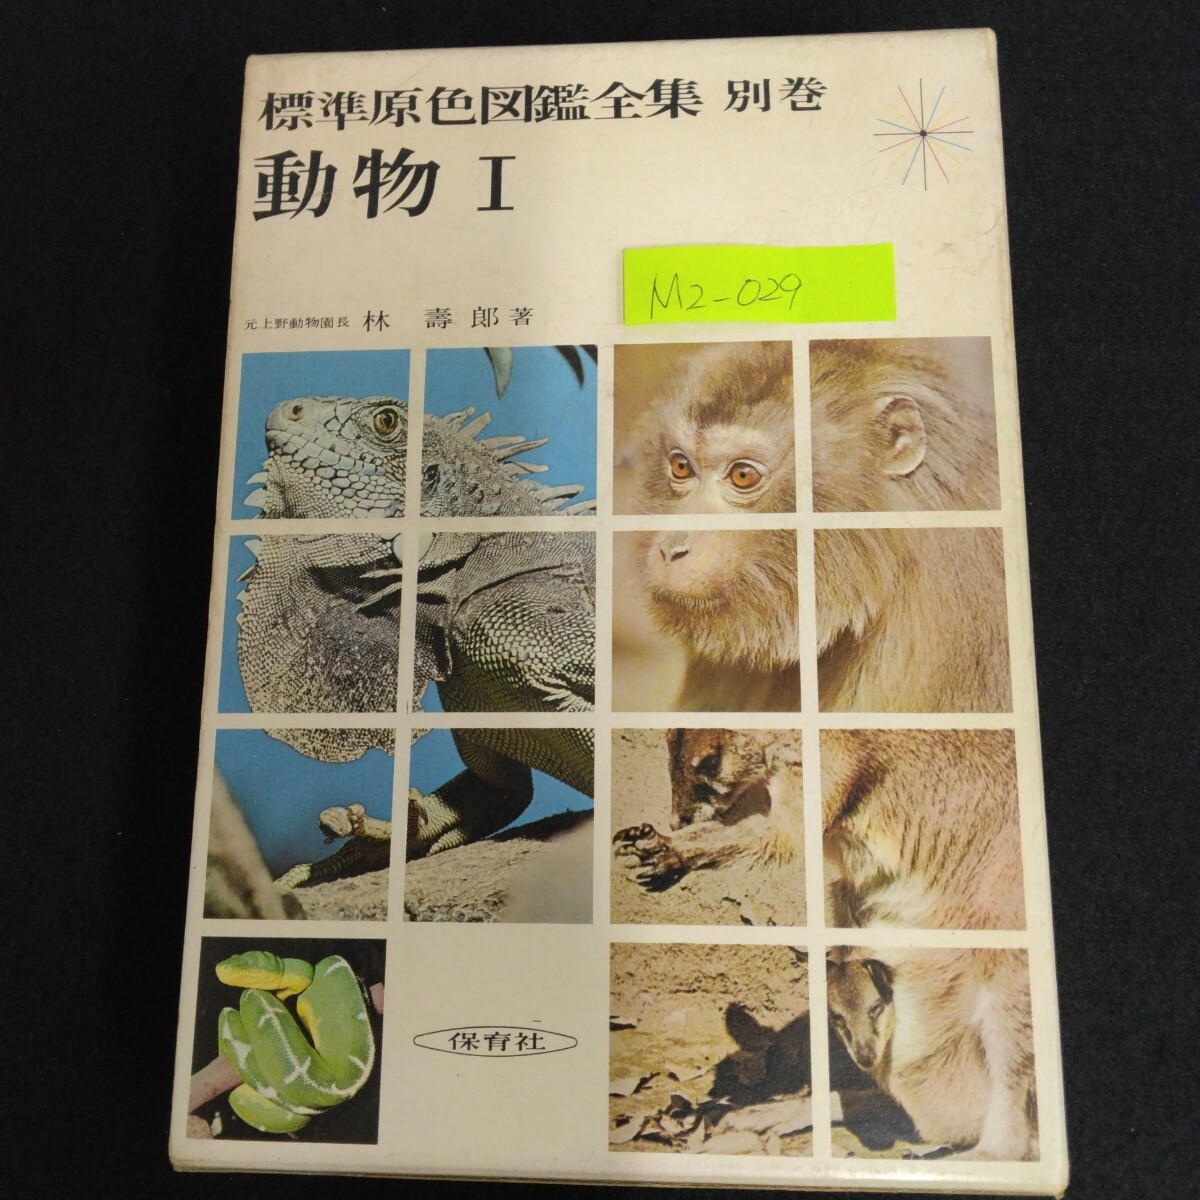 標準原色図鑑全集 別巻
動物 I
M2-029
元上野動物園長 林 壽郎 著
保育社